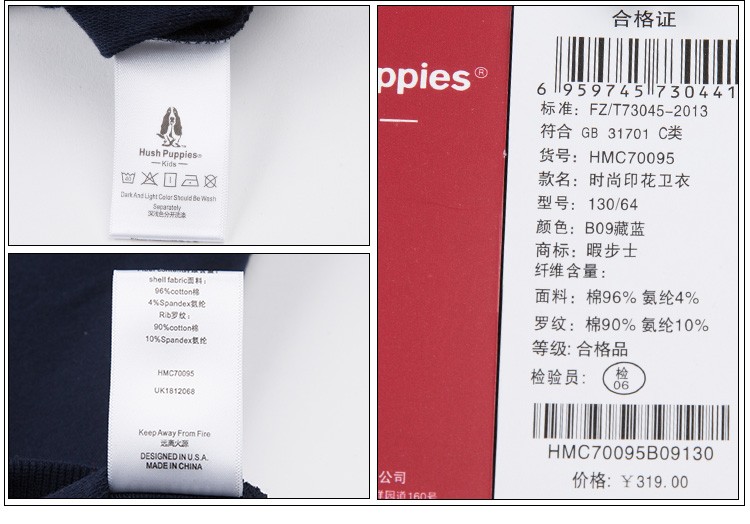 Hush Puppies®
Kids
Dark And Light Color Should Be Wash
Separately
深浅色分开洗涤
shell fabric面料:
96%cotton棉
4%Spandex氨纶
Rib罗纹:
90%cotton棉
10%Spandex氨纶
HMC70095
UK1812068
Keep Away From Fire
远离火源
DESIGNED IN U.S.A.
MADE IN CHINA
ppies®
公司
园道160号
合格证
6 959745 730441
标准: FZ/T73045-2013
符合 GB 31701 C类
货号: HMC70095
款名: 时尚印花卫衣
型号: 130/64
颜色: B09藏蓝
商标: 暇步士
纤维含量:
面料: 棉96% 氨纶4%
罗纹: 棉90% 氨纶10%
等级: 合格品
检验员: 检
06
HMC70095B09130
价格: ¥319.00